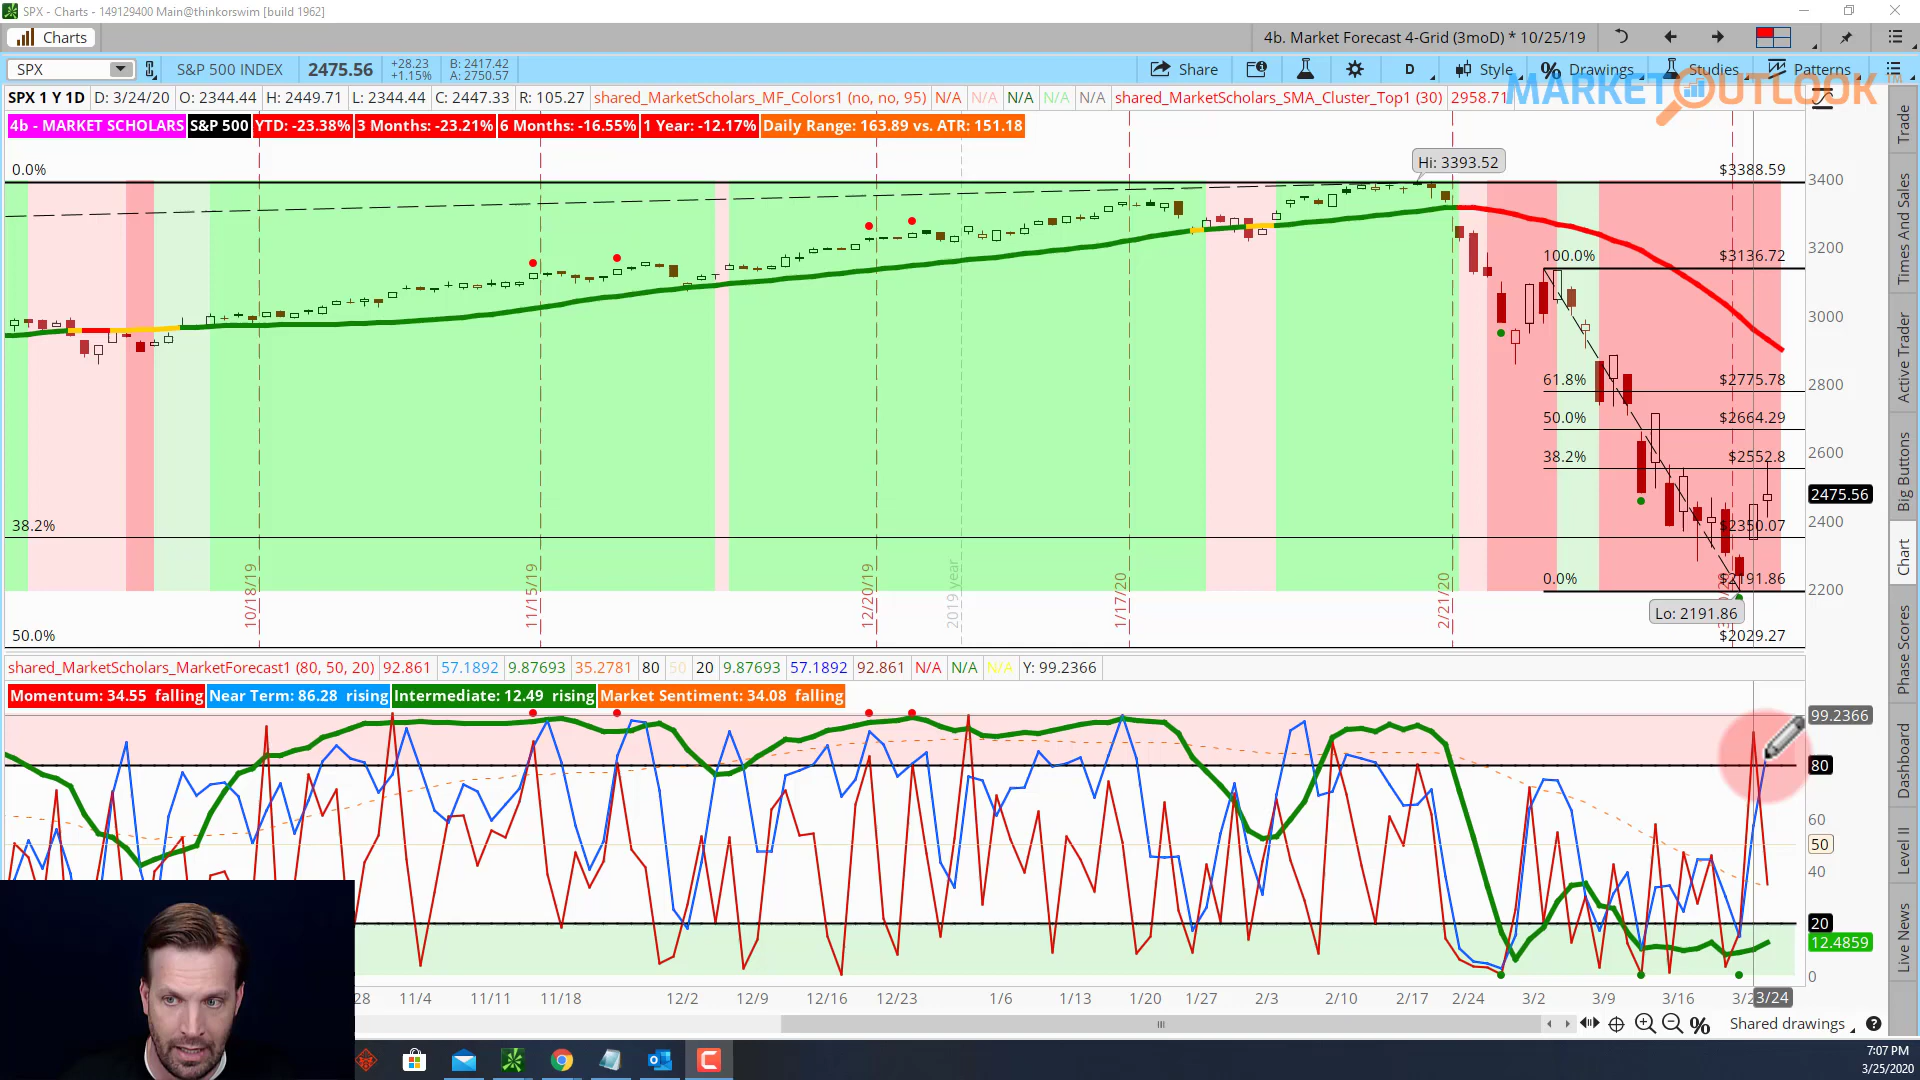 SPX - Charts - 149129400 Main@thinkorswim [build 1962]
Charts
4b. Market Forecast 4-Grid (3moD) * 10/25/19
SPX
S&P 500 INDEX
2475.56
+28.23
+1.15%
B: 2417.42
A: 2750.57
Share
D
Style
Drawings
Studies
Patterns
MARKETOUTLOOK
SPX 1 Y 1D D: 3/24/20 O: 2344.44 H: 2449.71 L: 2344.44 C: 2447.33 R: 105.27 shared_MarketScholars_MF_Colors1 (no, no, 95) N/A N/A N/A N/A N/A shared_MarketScholars_SMA_Cluster_Top1 (30) 2958.71
4b - MARKET SCHOLARS S&P 500 YTD: -23.38% 3 Months: -23.21% 6 Months: -16.55% 1 Year: -12.17% Daily Range: 163.89 vs. ATR: 151.18
Hi: 3393.52
0.0%
$3388.59
3400
3200
100.0%
$3136.72
3000
61.8%
$2775.78
2800
50.0%
$2664.29
38.2%
$2552.8
2600
2475.56
38.2%
$2350.07
2400
0.0%
$2191.86
2200
Lo: 2191.86
50.0%
$2029.27
10/18/19
11/15/19
12/20/19
2019 year
1/17/20
2/21/20
shared_MarketScholars_MarketForecast1 (80, 50, 20) 92.861 57.1892 9.87693 35.2781 80 50 20 9.87693 57.1892 92.861 N/A N/A N/A Y: 99.2366
Momentum: 34.55 falling Near Term: 86.28 rising Intermediate: 12.49 rising Market Sentiment: 34.08 falling
99.2366
80
60
50
40
20
12.4859
0
28 11/4 11/11 11/18 12/2 12/9 12/16 12/23 1/6 1/13 1/20 1/27 2/3 2/10 2/17 2/24 3/2 3/9 3/16 3/24
Shared drawings
Trade
Times And Sales
Active Trader
Big Buttons
Chart
Phase Scores
Dashboard
Level II
Live News
7:07 PM
3/25/2020